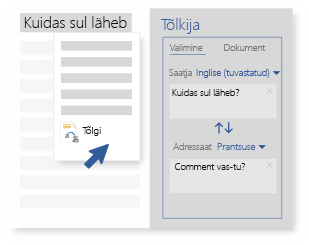 Kuidas sul läheb
Tõlgi
Tõlkija
Valimine Dokument
Saatja Inglise (tuvastatud)
Kuidas sul läheb? X
Adressaat Prantsuse
Comment vas-tu? X